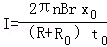 I=2πnBr x₀/(R+R₀) t₀